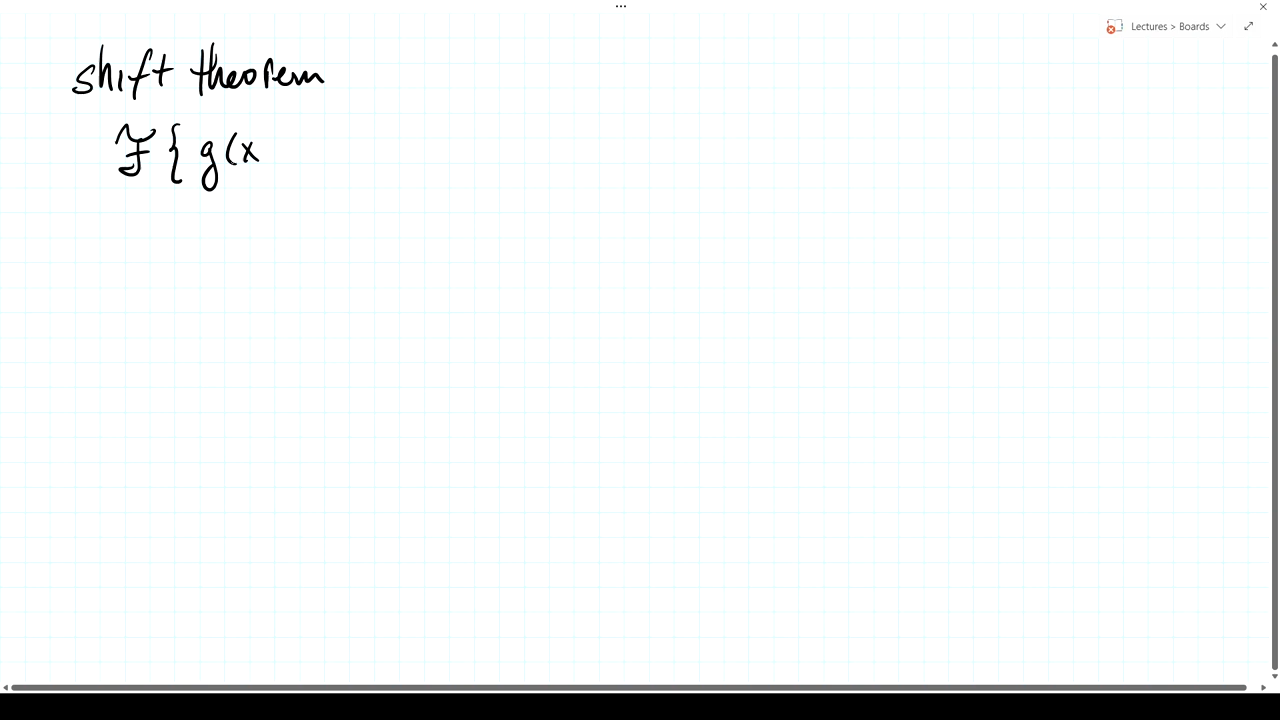 ...
Lectures > Boards
shift theorem
ℱ{ g(x